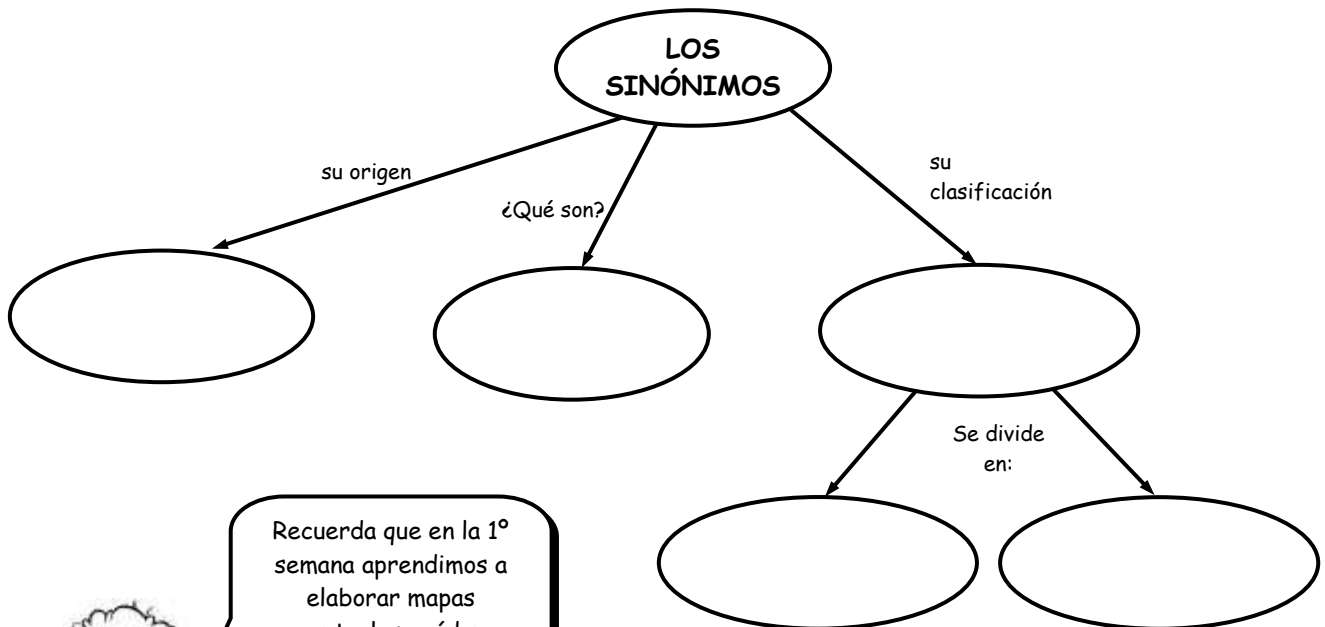 LOS
SINÓNIMOS
su origen
¿Qué son?
su
clasificación
Se divide
en:
Recuerda que en la 1º
semana aprendimos a
elaborar mapas